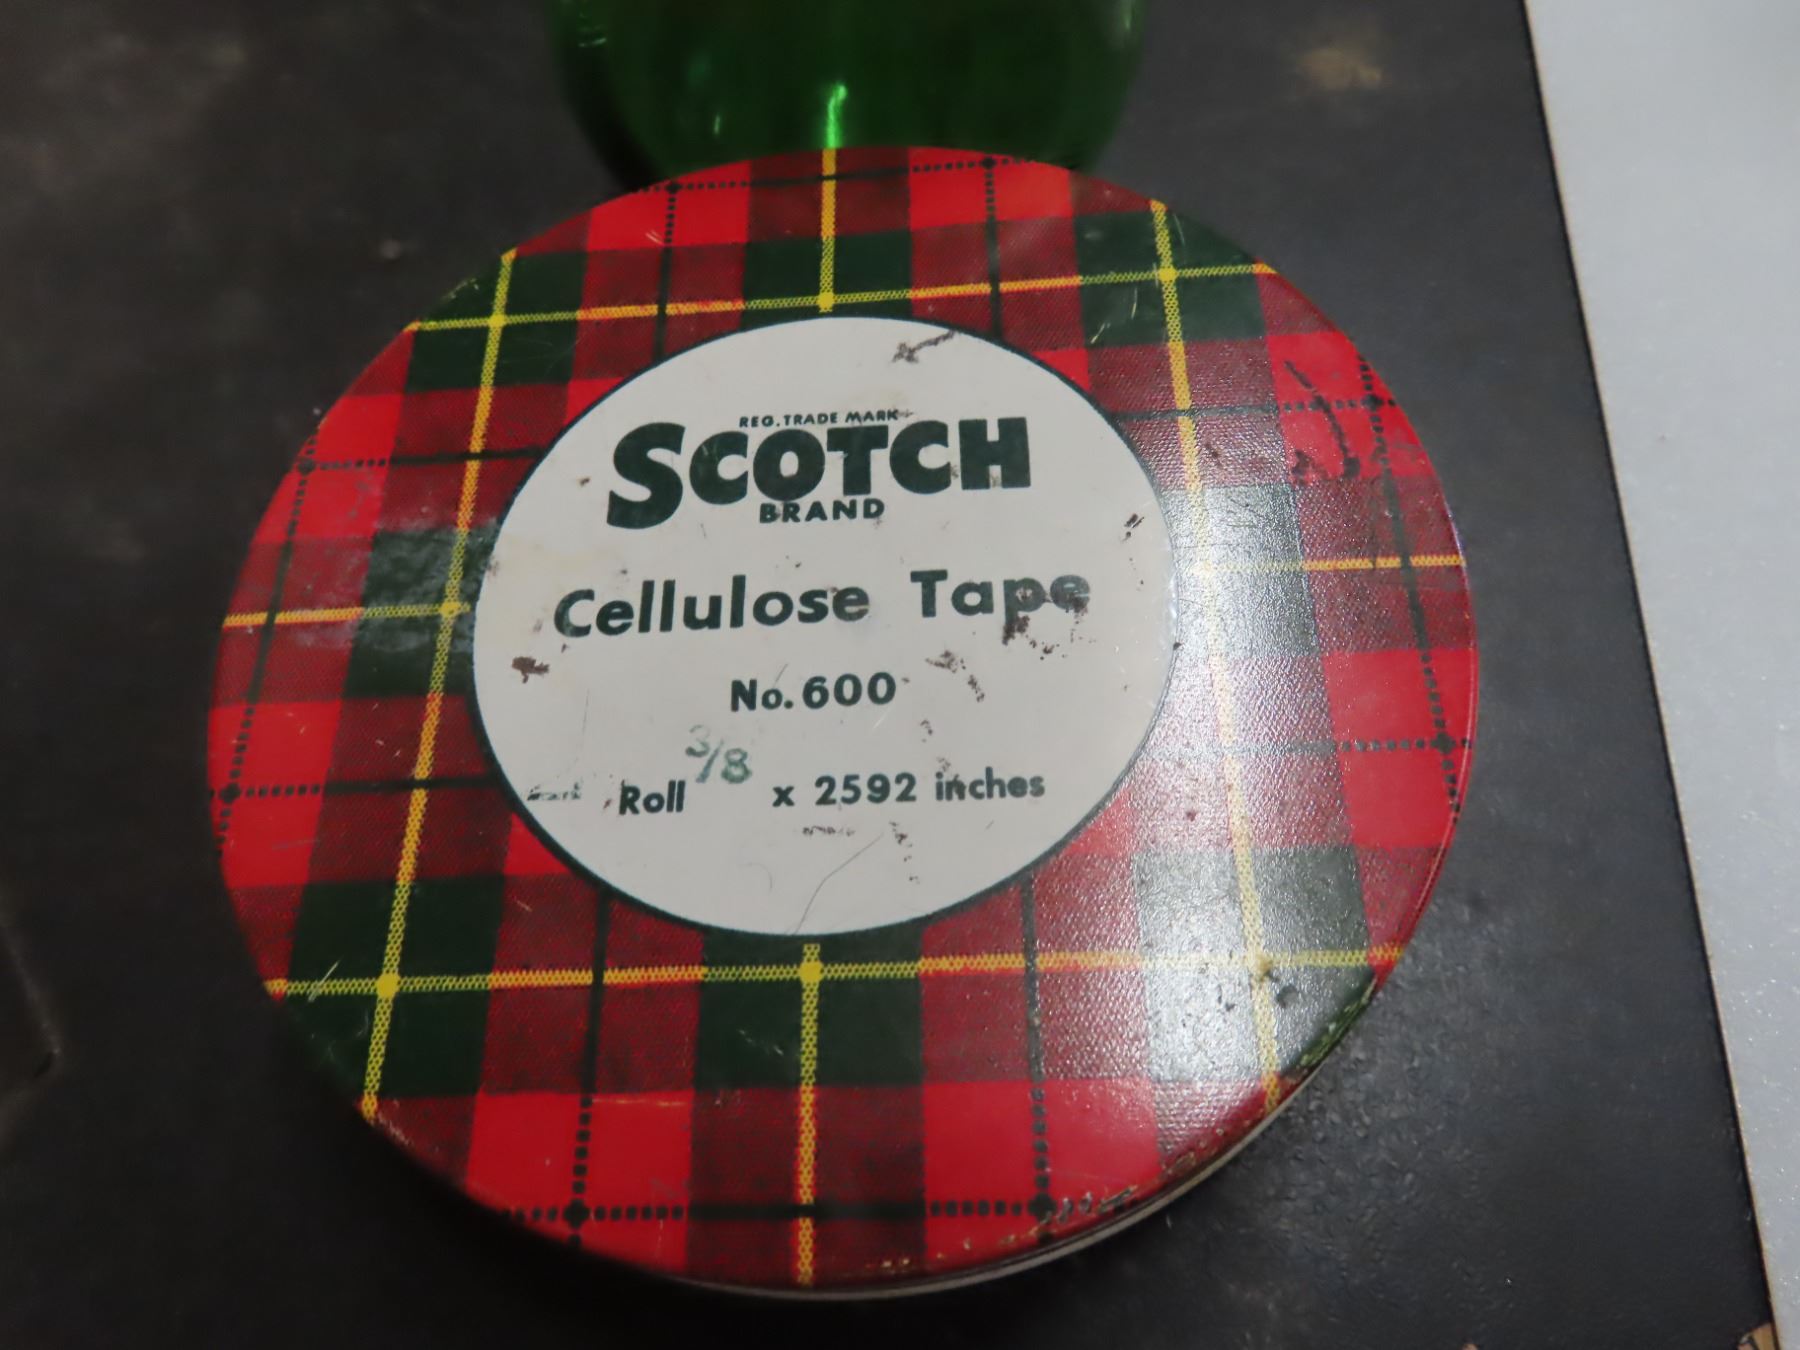 REG. TRADE MARK
SCOTCH
BRAND
Cellulose Tape
No. 600
Roll 3/8 x 2592 inches